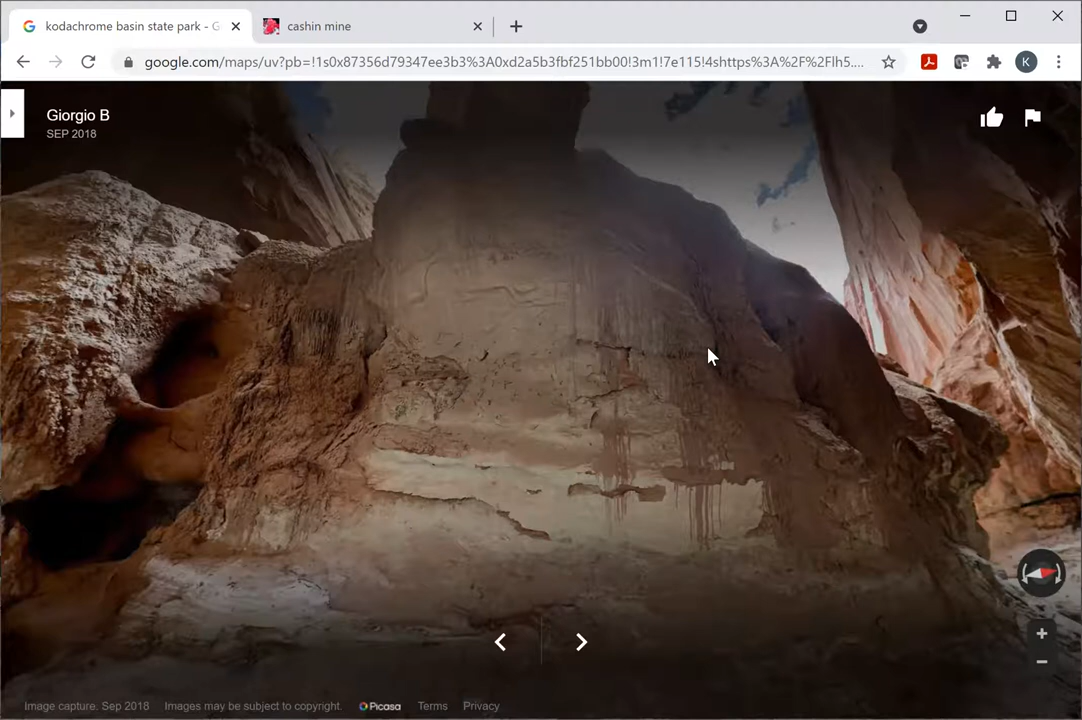 kodachrome basin state park - G
cashin mine
google.com/maps/uv?pb=!1s0x87356d79347ee3b3%3A0xd2a5b3fbf251bb00!3m1!7e115!4shttps%3A%2F%2Flh5....
K
Giorgio B
SEP 2018
Image capture. Sep 2018 Images may be subject to copyright. Picasa Terms Privacy